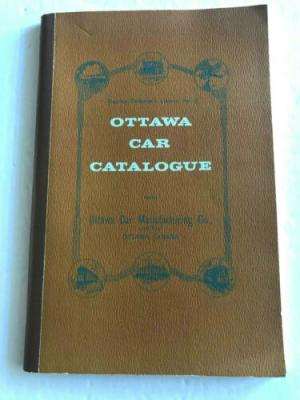 OTTAWA
CAR
CATALOGUE
Ottawa Car Manufacturing Co.
OTTAWA, CANADA